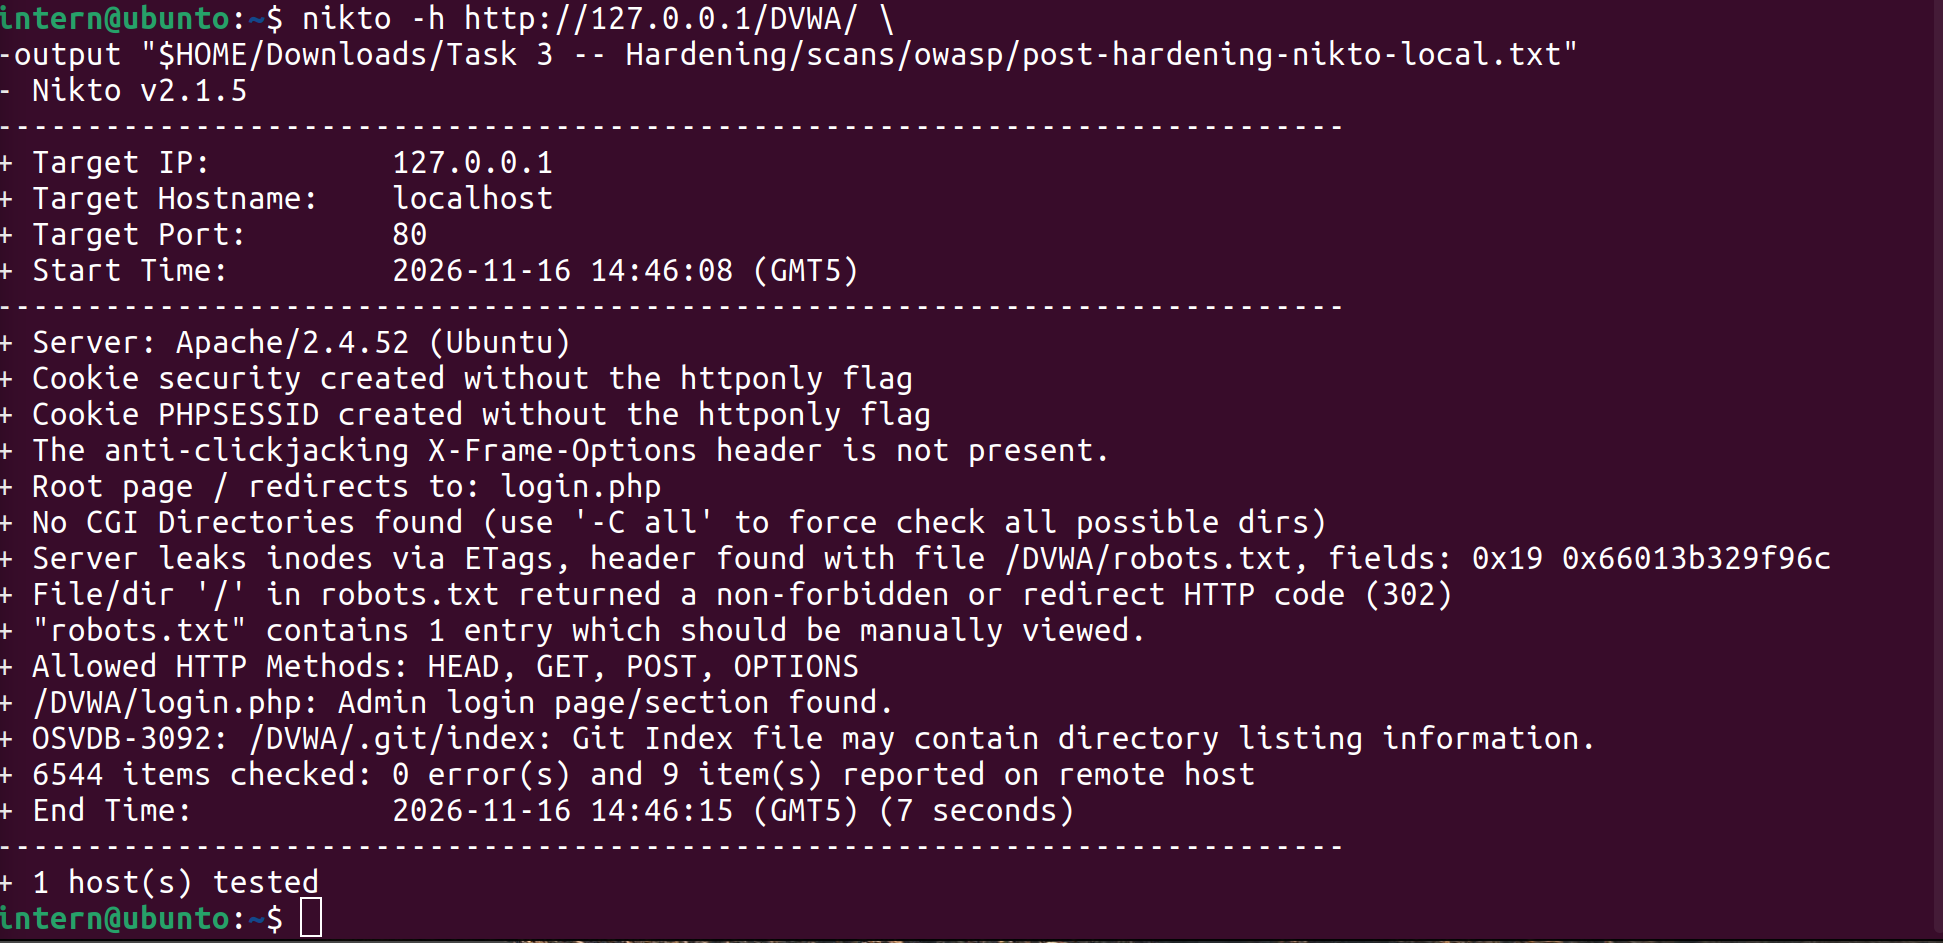 intern@ubunto:~$ nikto -h http://127.0.0.1/DVWA/ \
-output "$HOME/Downloads/Task 3 -- Hardening/scans/owasp/post-hardening-nikto-local.txt"
- Nikto v2.1.5
---------------------------------------------------------------------------
+ Target IP:          127.0.0.1
+ Target Hostname:    localhost
+ Target Port:        80
+ Start Time:         2026-11-16 14:46:08 (GMT5)
---------------------------------------------------------------------------
+ Server: Apache/2.4.52 (Ubuntu)
+ Cookie security created without the httponly flag
+ Cookie PHPSESSID created without the httponly flag
+ The anti-clickjacking X-Frame-Options header is not present.
+ Root page / redirects to: login.php
+ No CGI Directories found (use '-C all' to force check all possible dirs)
+ Server leaks inodes via ETags, header found with file /DVWA/robots.txt, fields: 0x19 0x66013b329f96c
+ File/dir '/' in robots.txt returned a non-forbidden or redirect HTTP code (302)
+ "robots.txt" contains 1 entry which should be manually viewed.
+ Allowed HTTP Methods: HEAD, GET, POST, OPTIONS
+ /DVWA/login.php: Admin login page/section found.
+ OSVDB-3092: /DVWA/.git/index: Git Index file may contain directory listing information.
+ 6544 items checked: 0 error(s) and 9 item(s) reported on remote host
+ End Time:           2026-11-16 14:46:15 (GMT5) (7 seconds)
---------------------------------------------------------------------------
+ 1 host(s) tested
intern@ubunto:~$